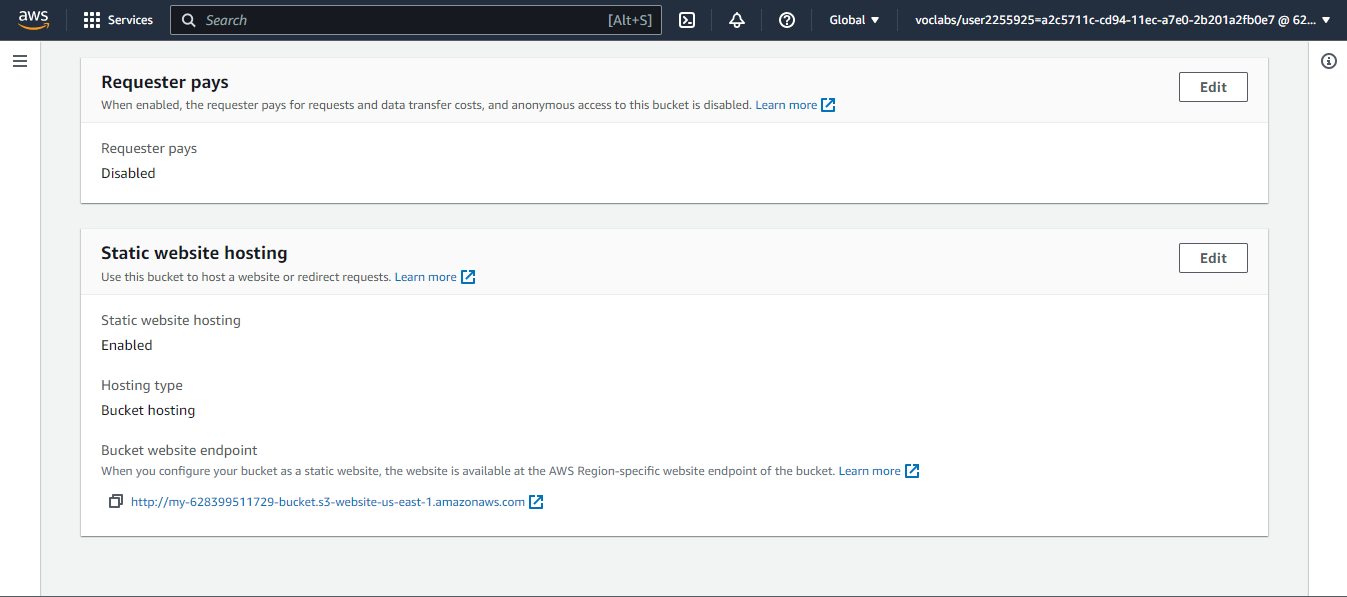 aws Services Search [Alt+S] Global voclabs/user2255925=a2c5711c-cd94-11ec-a7e0-2b201a2fb0e7 @ 62...
Requester pays
Edit
When enabled, the requester pays for requests and data transfer costs, and anonymous access to this bucket is disabled. Learn more
Requester pays
Disabled
Static website hosting
Edit
Use this bucket to host a website or redirect requests. Learn more
Static website hosting
Enabled
Hosting type
Bucket hosting
Bucket website endpoint
When you configure your bucket as a static website, the website is available at the AWS Region-specific website endpoint of the bucket. Learn more
http://my-628399511729-bucket.s3-website-us-east-1.amazonaws.com